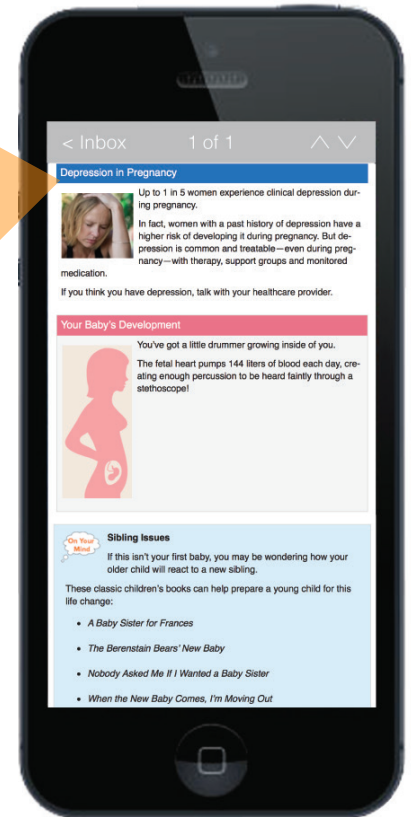 < Inbox 1 of 1
Depression in Pregnancy
Up to 1 in 5 women experience clinical depression dur-
ing pregnancy.
In fact, women with a past history of depression have a
higher risk of developing it during pregnancy. But de-
pression is common and treatable—even during preg-
nancy—with therapy, support groups and monitored
medication.
If you think you have depression, talk with your healthcare provider.
Your Baby's Development
You've got a little drummer growing inside of you.
The fetal heart pumps 144 liters of blood each day, cre-
ating enough percussion to be heard faintly through a
stethoscope!
On Your
Mind
Sibling Issues
If this isn't your first baby, you may be wondering how your
older child will react to a new sibling.
These classic children's books can help prepare a young child for this
life change:
• A Baby Sister for Frances
• The Berenstain Bears' New Baby
• Nobody Asked Me If I Wanted a Baby Sister
• When the New Baby Comes, I'm Moving Out